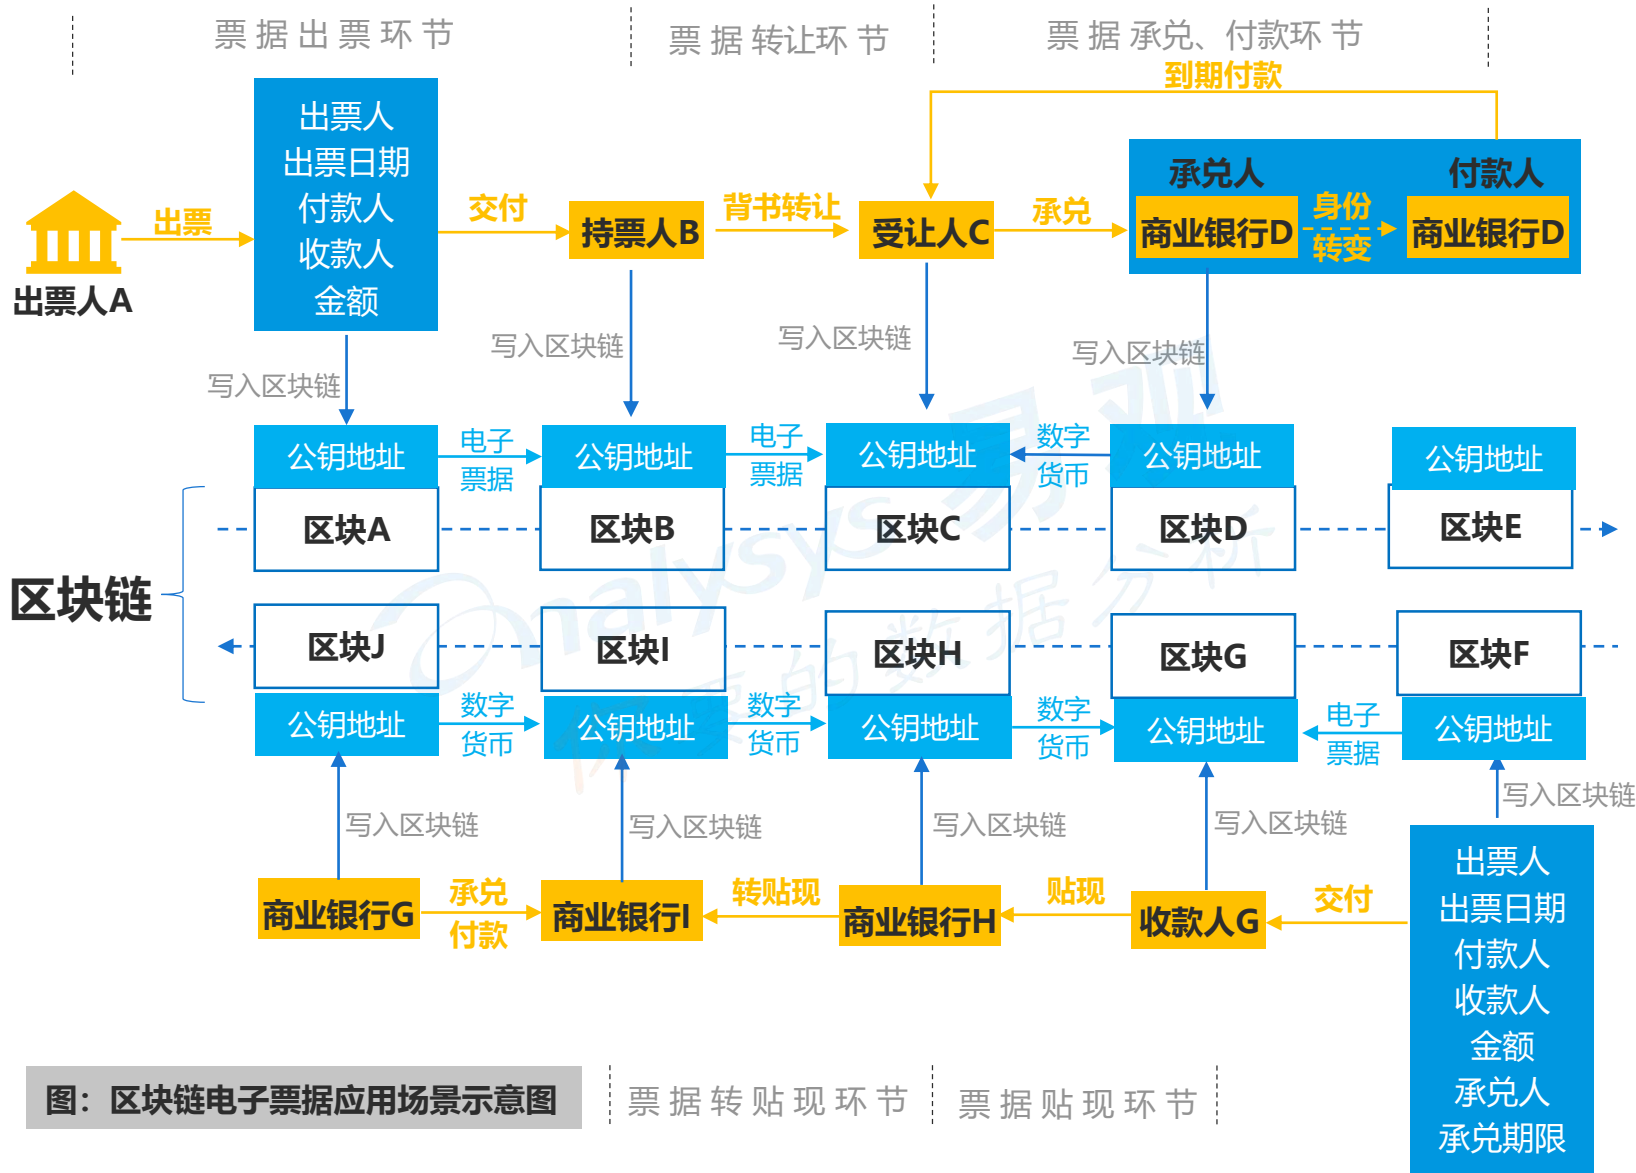 票据出票环节
票据转让环节
票据承兑、付款环节
到期付款
出票人
出票日期
付款人
收款人
金额
出票
出票人A
交付
持票人B
背书转让
受让人C
承兑
承兑人
商业银行D
身份
转变
付款人
商业银行D
写入区块链
写入区块链
写入区块链
写入区块链
公钥地址
电子
票据
公钥地址
电子
票据
公钥地址
数字
货币
公钥地址
公钥地址
区块A
区块B
区块C
区块D
区块E
区块链
区块J
区块I
区块H
区块G
区块F
公钥地址
数字
货币
公钥地址
数字
货币
公钥地址
数字
货币
公钥地址
电子
票据
公钥地址
写入区块链
写入区块链
写入区块链
写入区块链
写入区块链
商业银行G
承兑
付款
商业银行I
转贴现
商业银行H
贴现
收款人G
交付
出票人
出票日期
付款人
收款人
金额
承兑人
承兑期限
图：区块链电子票据应用场景示意图
票据转贴现环节
票据贴现环节
nalysys 易观
你要的数据分析